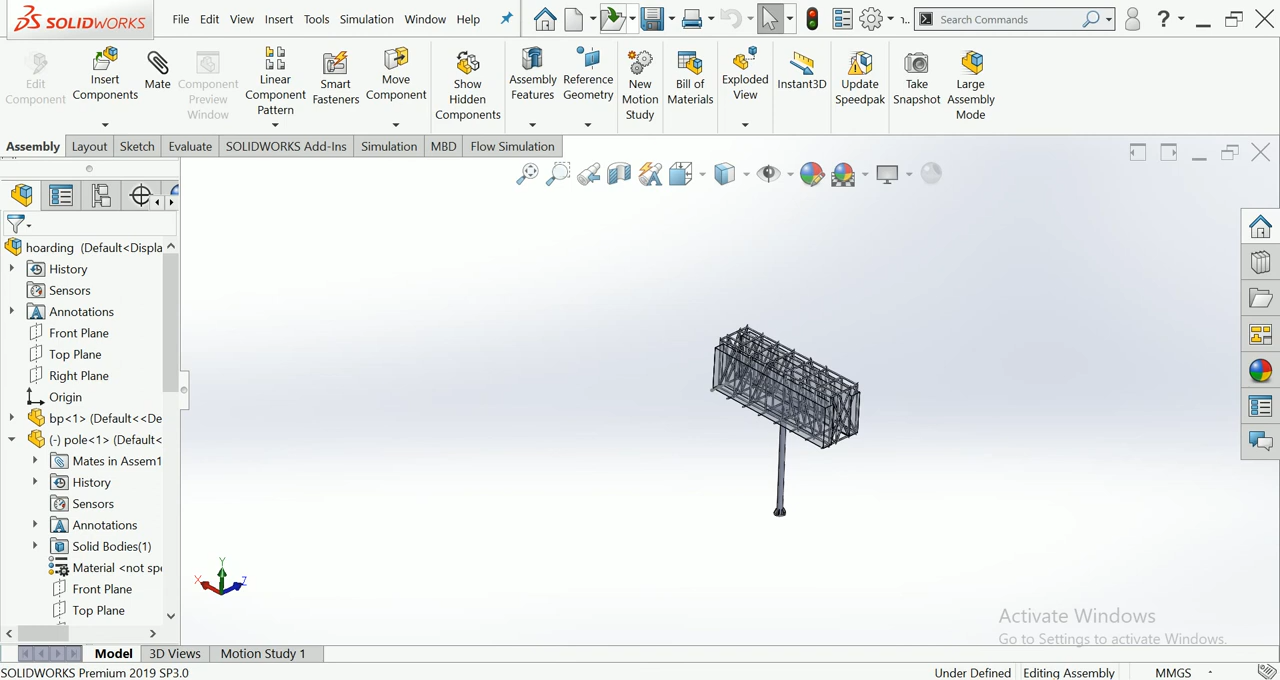 SOLIDWORKS
File Edit View Insert Tools Simulation Window Help
Search Commands
?
Edit Component
Insert Components
Mate
Component Preview Window
Linear Component Pattern
Smart Fasteners
Move Component
Show Hidden Components
Assembly Features
Reference Geometry
New Motion Study
Bill of Materials
Exploded View
Instant3D
Update Speedpak
Take Snapshot
Large Assembly Mode
Assembly Layout Sketch Evaluate SOLIDWORKS Add-Ins Simulation MBD Flow Simulation
hoarding (Default<Displa
History
Sensors
Annotations
Front Plane
Top Plane
Right Plane
Origin
bp<1> (Default<<De
(-) pole<1> (Default<
Mates in Assem1
History
Sensors
Annotations
Solid Bodies(1)
Material <not spe
Front Plane
Top Plane
Y
X
Z
Activate Windows
Go to Settings to activate Windows.
Model 3D Views Motion Study 1
SOLIDWORKS Premium 2019 SP3.0
Under Defined Editing Assembly MMGS